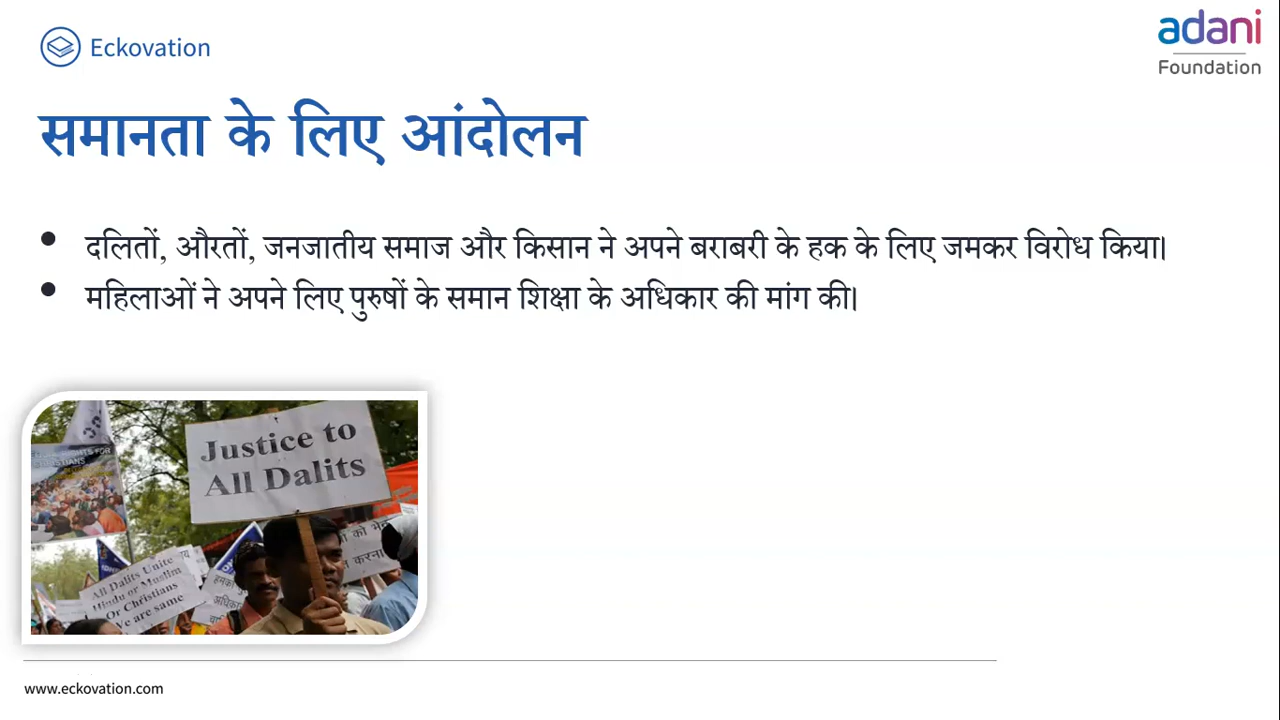 Eckovation
adani
Foundation
समानता के लिए आंदोलन
• दलितों, औरतों, जनजातीय समाज और किसान ने अपने बराबरी के हक के लिए जमकर विरोध किया।
• महिलाओं ने अपने लिए पुरुषों के समान शिक्षा के अधिकार की मांग की।
Justice to
All Dalits
All Dalits Unite
Hindu or Muslim
Or Christians
We are same
हमको
करना
www.eckovation.com